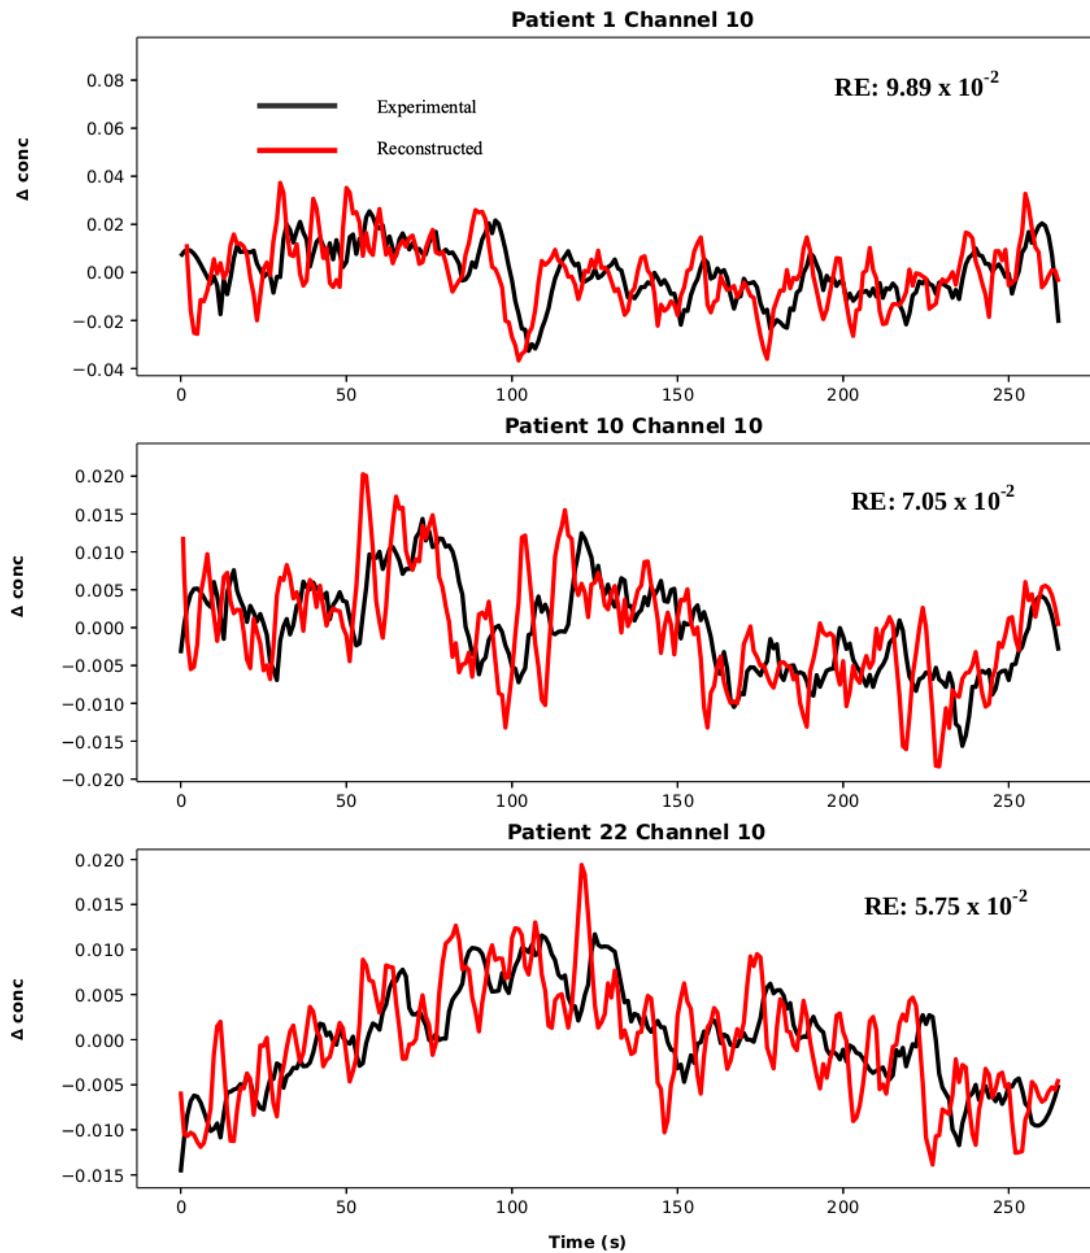 Patient 1 Channel 10
RE: 9.89 x 10⁻²
Experimental
Reconstructed
Δ conc
0.08
0.06
0.04
0.02
0.00
−0.02
−0.04
0 50 100 150 200 250
Patient 10 Channel 10
RE: 7.05 x 10⁻²
Δ conc
0.020
0.015
0.010
0.005
0.000
−0.005
−0.010
−0.015
−0.020
0 50 100 150 200 250
Patient 22 Channel 10
RE: 5.75 x 10⁻²
Δ conc
0.020
0.015
0.010
0.005
0.000
−0.005
−0.010
−0.015
0 50 100 150 200 250
Time (s)